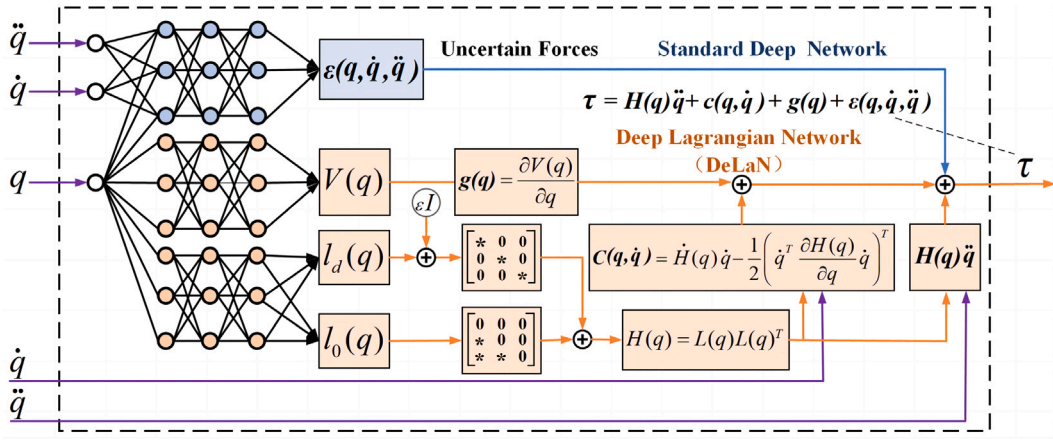 q̈
ε(q,q̇,q̈)
Uncertain Forces
Standard Deep Network
q̇
τ = H(q)q̈ + c(q,q̇) + g(q) + ε(q,q̇,q̈)
Deep Lagrangian Network
（DeLaN）
q
V(q)
g(q) = ∂V(q)/∂q
τ
εI
l_d(q)
* 0 0
0 * 0
0 0 *
C(q,q̇) = Ḣ(q)q̇ − 1/2(q̇^T ∂H(q)/∂q q̇)^T
H(q)q̈
l_0(q)
0 0 0
* 0 0
* * 0
H(q) = L(q)L(q)^T
q̇
q̈